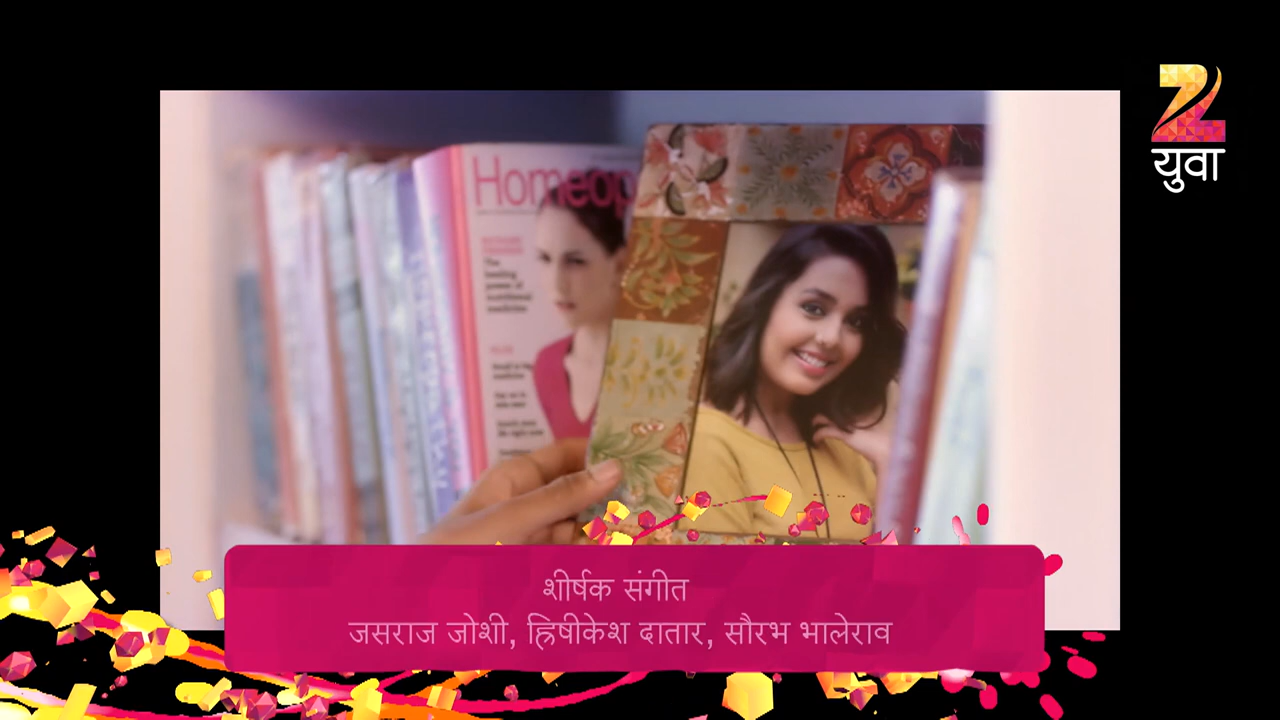 Homeop
युवा
शीर्षक संगीत
जसराज जोशी, ह्रिषीकेश दातार, सौरभ भालेराव